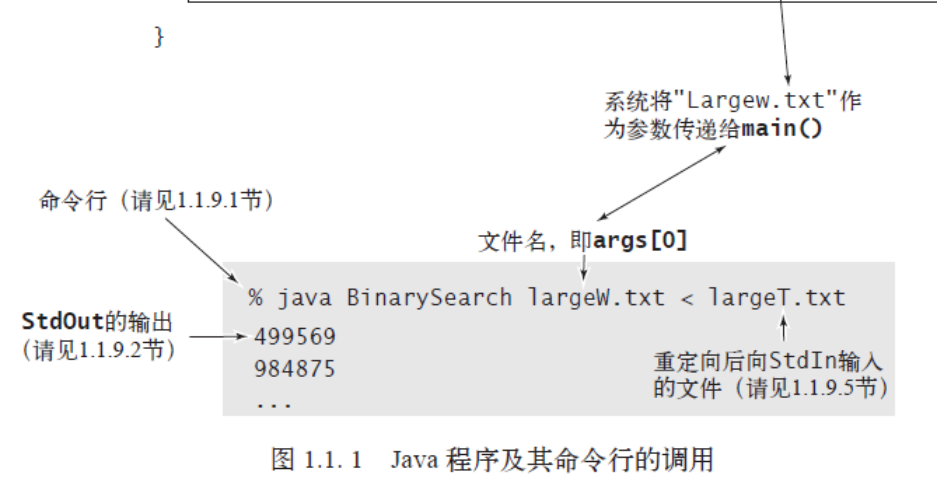 }
系统将"Largew.txt"作
为参数传递给main()
命令行（请见1.1.9.1节）
文件名，即args[0]
% java BinarySearch largeW.txt < largeT.txt
StdOut的输出
（请见1.1.9.2节）
499569
984875
...
重定向后向StdIn输入
的文件（请见1.1.9.5节）
图 1.1. 1 Java 程序及其命令行的调用